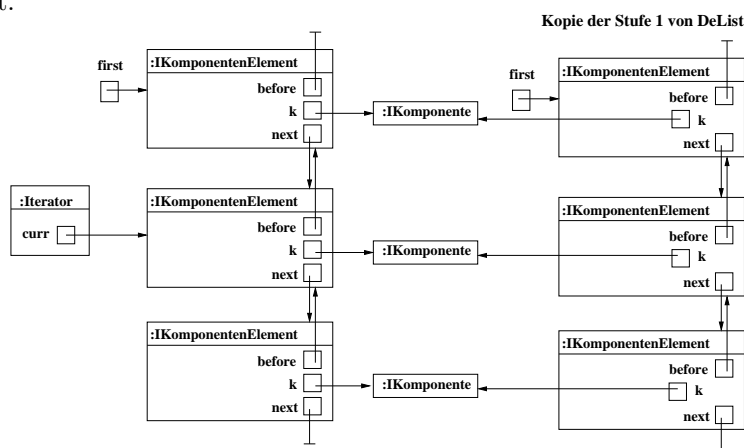 t.
Kopie der Stufe 1 von DeList
first
:IKomponentenElement
before
k
next
:IKomponente
first
:IKomponentenElement
before
k
next
:Iterator
curr
:IKomponentenElement
before
k
next
:IKomponente
:IKomponentenElement
before
k
next
:IKomponentenElement
before
k
next
:IKomponente
:IKomponentenElement
before
k
next